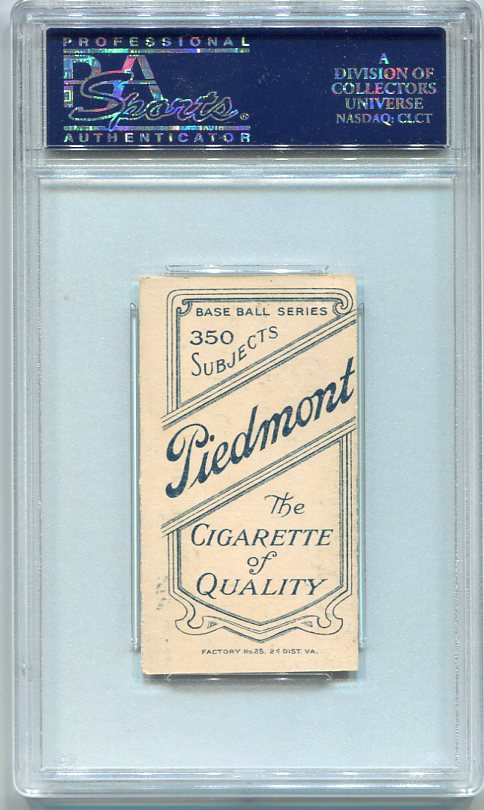 PROFESSIONAL
PSA
Sports®
AUTHENTICATOR
A
DIVISION OF
COLLECTORS
UNIVERSE
NASDAQ: CLCT
BASE BALL SERIES
350
SUBJECTS
Piedmont
The
CIGARETTE
of
QUALITY
FACTORY No. 25. 2d DIST. VA.